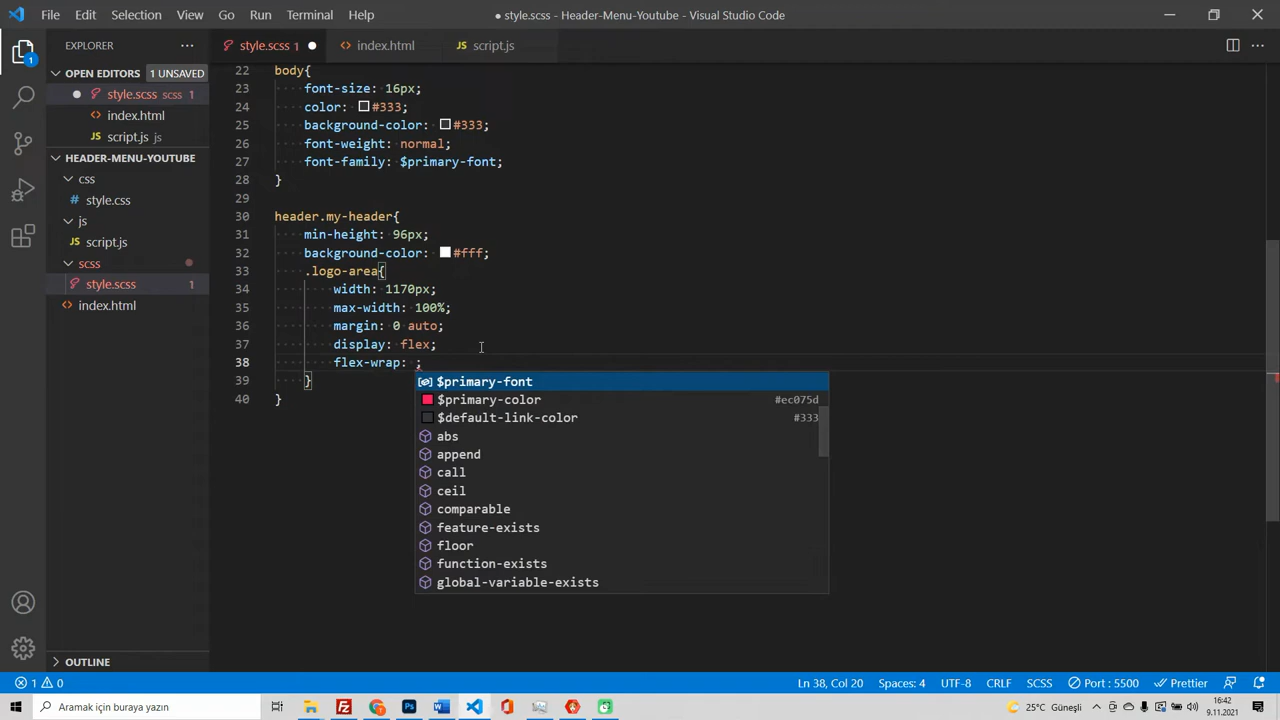 File Edit Selection View Go Run Terminal Help
● style.scss - Header-Menu-Youtube - Visual Studio Code
EXPLORER
style.scss 1
index.html
JS script.js
OPEN EDITORS 1 UNSAVED
style.scss scss 1
index.html
JS script.js js
HEADER-MENU-YOUTUBE
css
# style.css
js
JS script.js
scss
style.scss 1
index.html
OUTLINE
22 body{
23 font-size: 16px;
24 color: #333;
25 background-color: #333;
26 font-weight: normal;
27 font-family: $primary-font;
28 }
29
30 header.my-header{
31 min-height: 96px;
32 background-color: #fff;
33 .logo-area{
34 width: 1170px;
35 max-width: 100%;
36 margin: 0 auto;
37 display: flex;
38 flex-wrap: ;
39 }
40 }
$primary-font
$primary-color #ec075d
$default-link-color #333
abs
append
call
ceil
comparable
feature-exists
floor
function-exists
global-variable-exists
1 0 Ln 38, Col 20 Spaces: 4 UTF-8 CRLF SCSS Port : 5500 Prettier
Aramak için buraya yazın
25°C Güneşli
16:42
9.11.2021